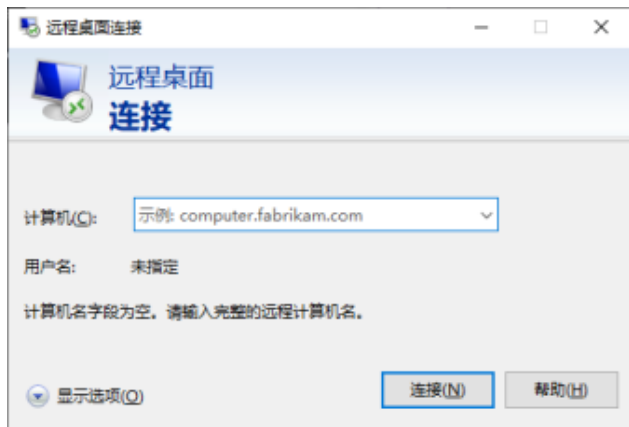 远程桌面连接
远程桌面
连接
计算机(C): 示例: computer.fabrikam.com
用户名: 未指定
计算机名字段为空。请输入完整的远程计算机名。
显示选项(O) 连接(N) 帮助(H)